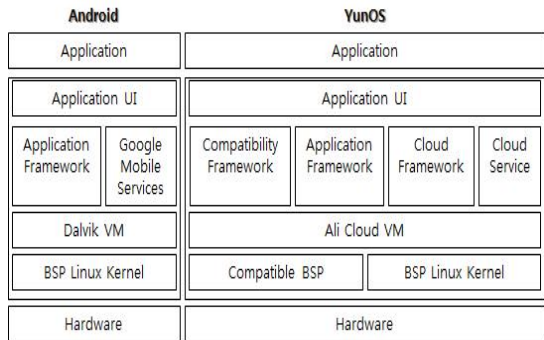 Android
YunOS
Application
Application
Application UI
Application UI
Application
Framework
Google
Mobile
Services
Compatibility
Framework
Application
Framework
Cloud
Framework
Cloud
Service
Dalvik VM
Ali Cloud VM
BSP Linux Kernel
Compatible BSP
BSP Linux Kernel
Hardware
Hardware